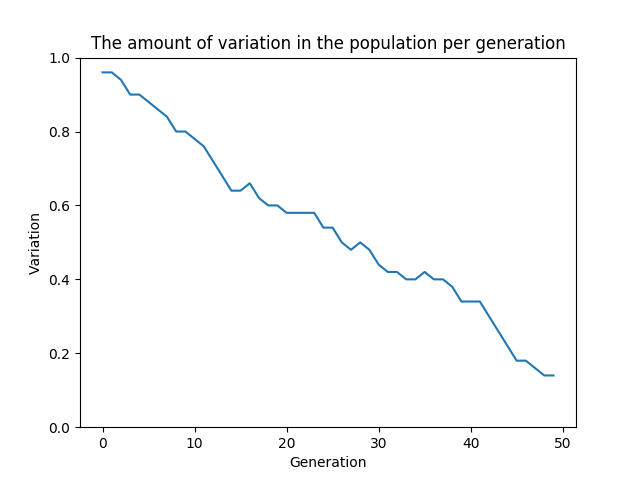 The amount of variation in the population per generation
1.0
0.8
0.6
0.4
0.2
0.0
Variation
0 10 20 30 40 50
Generation